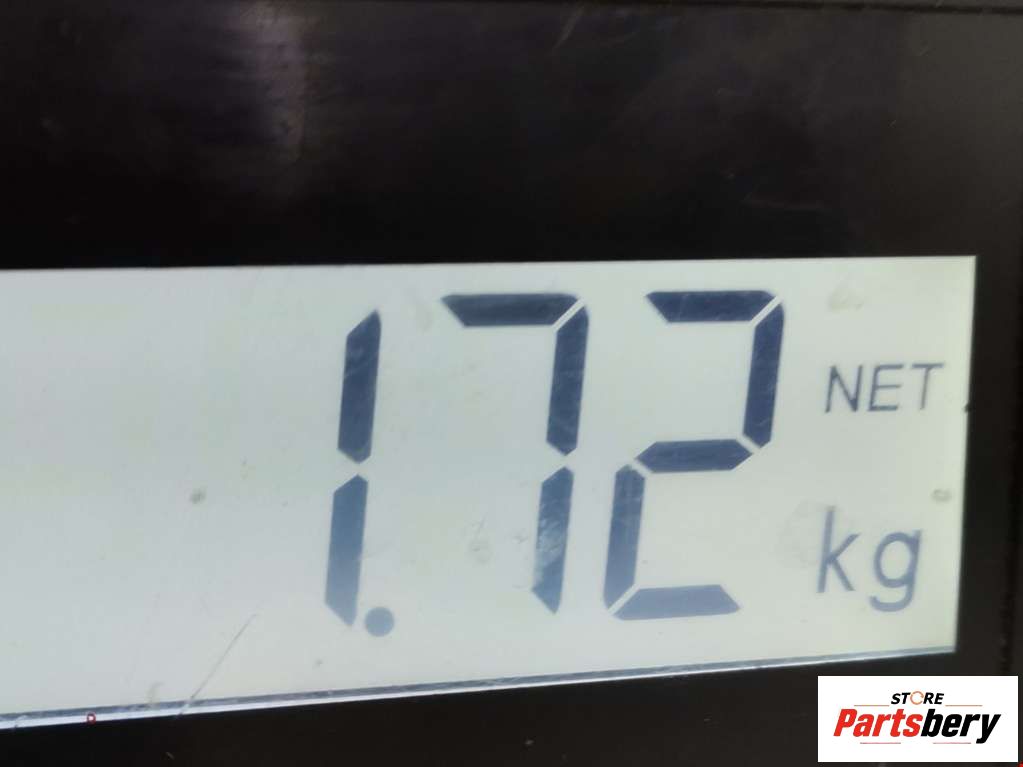 1.72 NET
kg
STORE
Partsbery